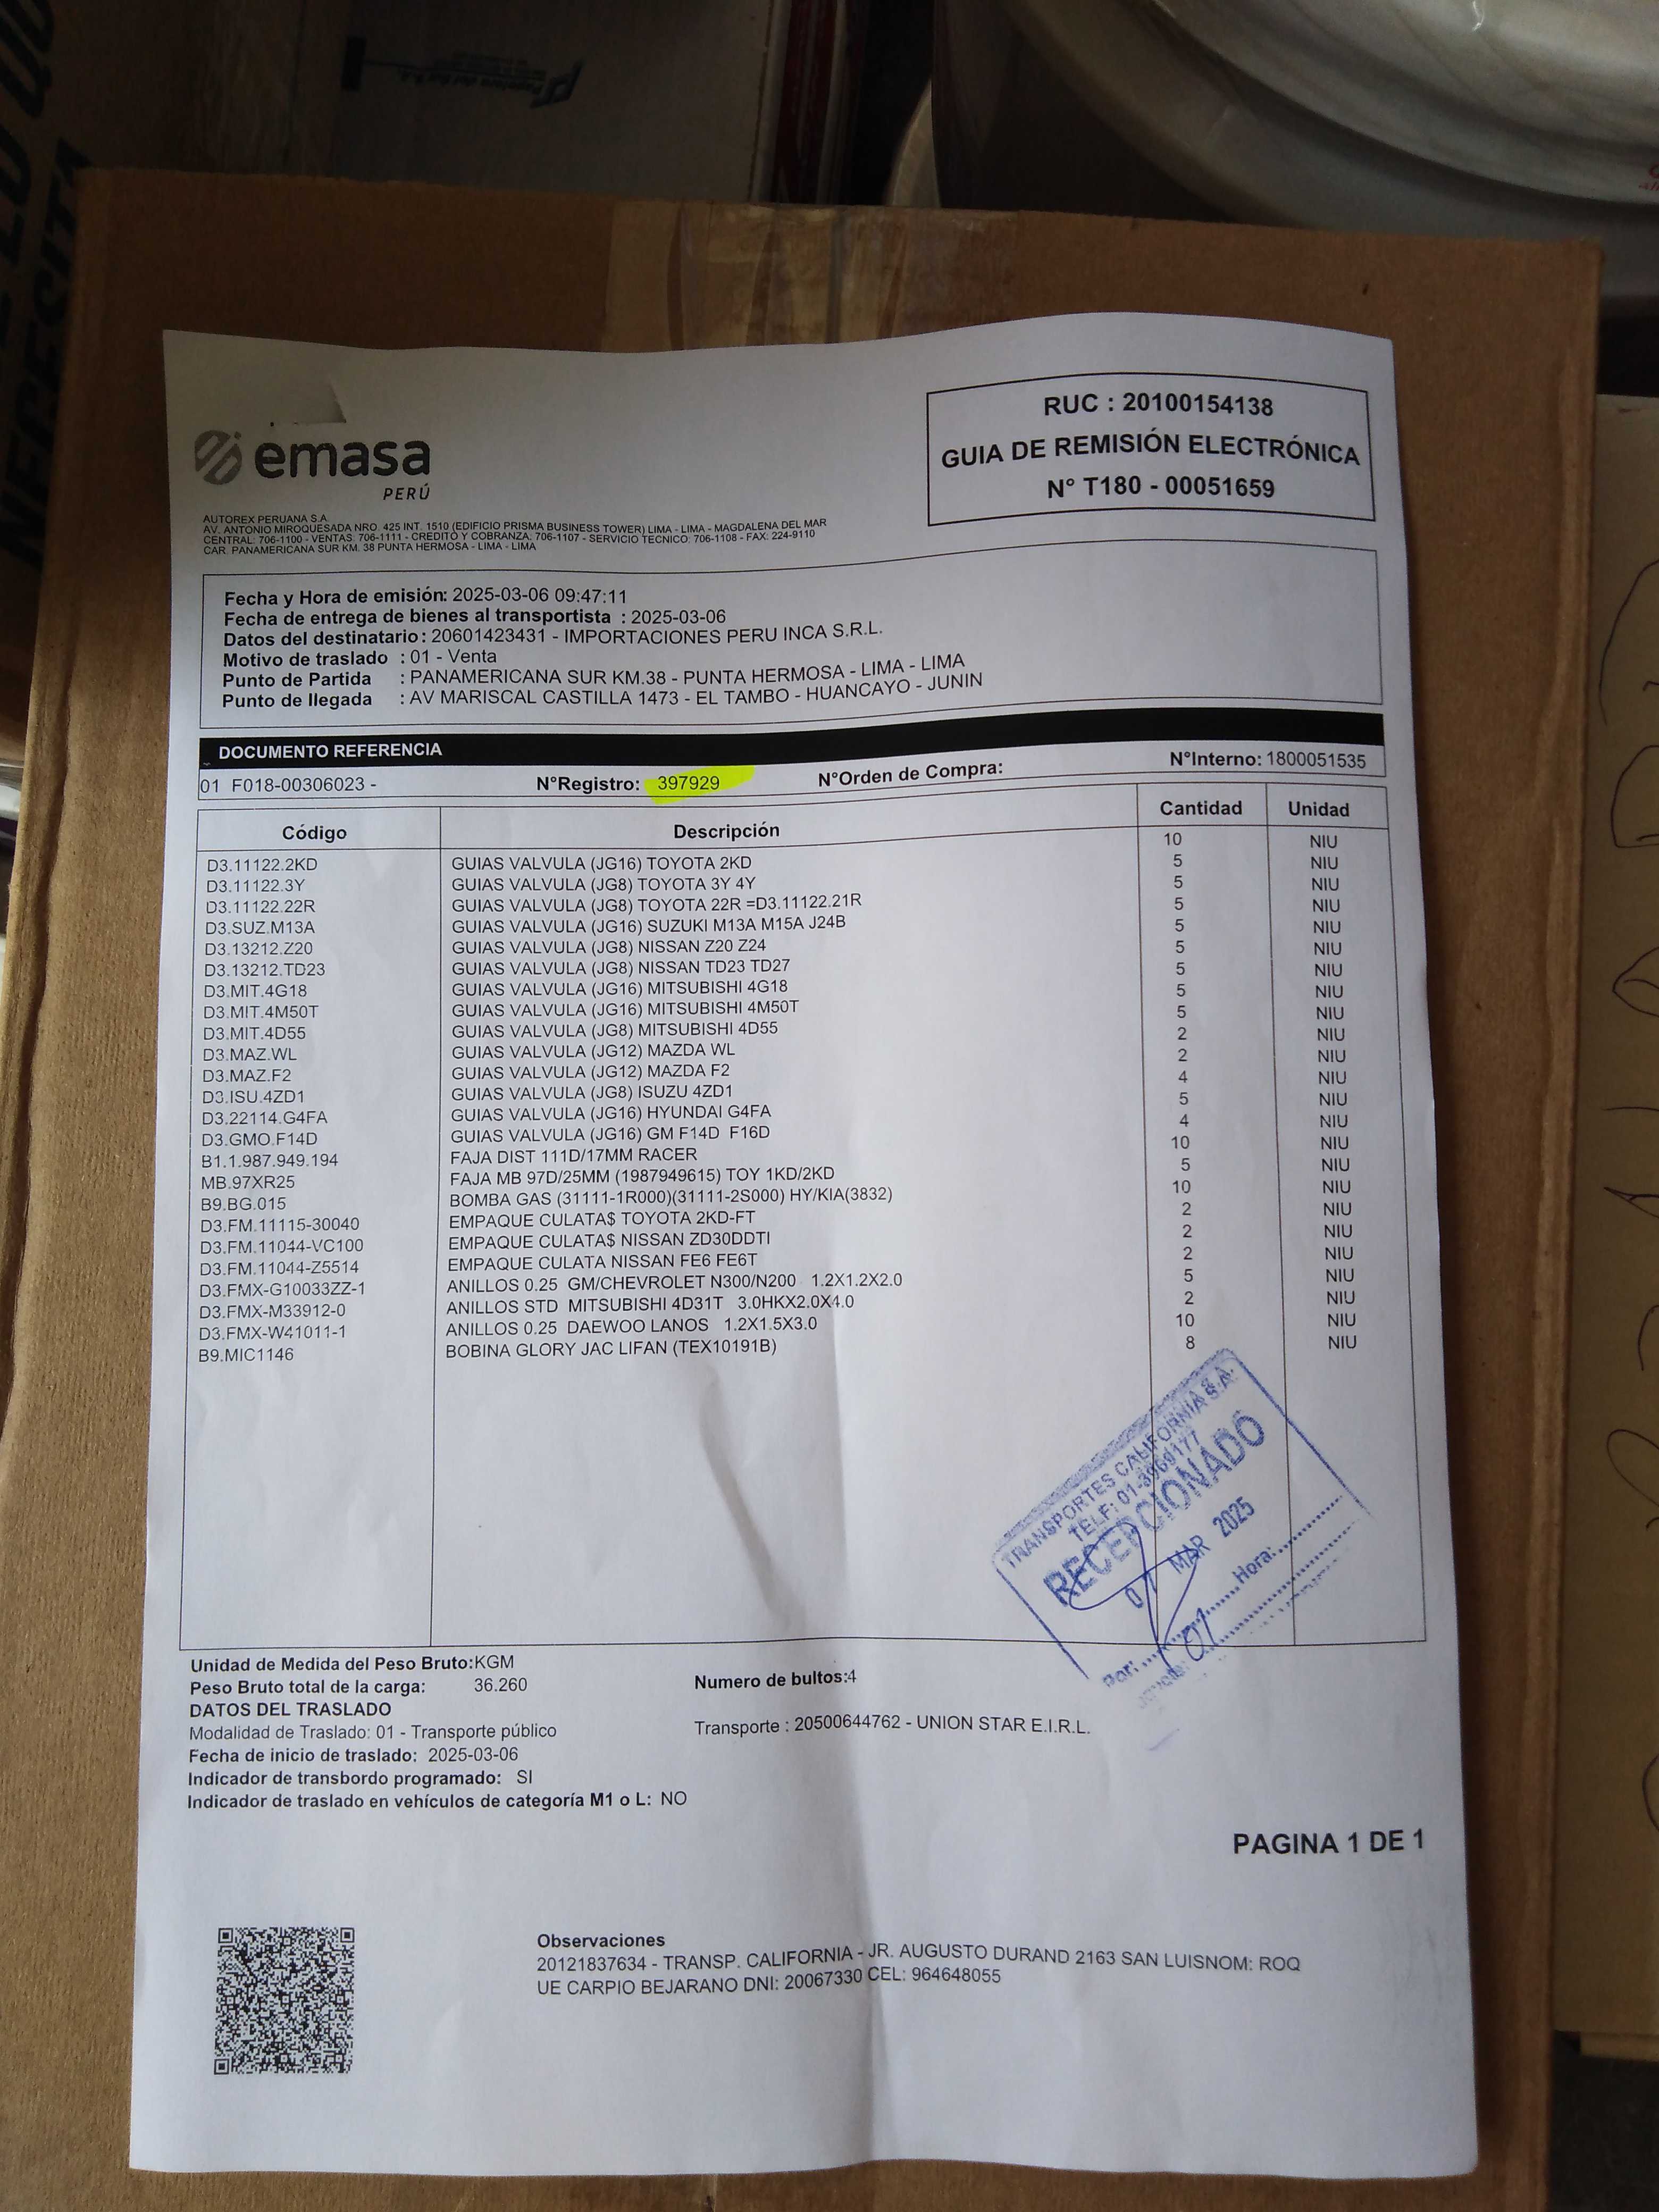 emasa
PERÚ
RUC : 20100154138
GUIA DE REMISIÓN ELECTRÓNICA
N° T180 - 00051659
AUTOREX PERUANA S.A.
AV. ANTONIO MIROQUESADA NRO. 425 INT. 1510 (EDIFICIO PRISMA BUSINESS TOWER) LIMA - LIMA - MAGDALENA DEL MAR
CENTRAL: 706-1100 - VENTAS: 706-1111 - CREDITO Y COBRANZA: 706-1107 - SERVICIO TECNICO: 706-1108 - FAX: 224-9110
CAR. PANAMERICANA SUR KM. 38 PUNTA HERMOSA - LIMA - LIMA
Fecha y Hora de emisión: 2025-03-06 09:47:11
Fecha de entrega de bienes al transportista : 2025-03-06
Datos del destinatario: 20601423431 - IMPORTACIONES PERU INCA S.R.L.
Motivo de traslado : 01 - Venta
Punto de Partida : PANAMERICANA SUR KM.38 - PUNTA HERMOSA - LIMA - LIMA
Punto de llegada : AV MARISCAL CASTILLA 1473 - EL TAMBO - HUANCAYO - JUNIN
DOCUMENTO REFERENCIA
01 F018-00306023 - N°Registro: 397929 N°Orden de Compra: N°Interno: 1800051535
Código Descripción Cantidad Unidad
D3.11122.2KD GUIAS VALVULA (JG16) TOYOTA 2KD 10 NIU
D3.11122.3Y GUIAS VALVULA (JG8) TOYOTA 3Y 4Y 5 NIU
D3.11122.22R GUIAS VALVULA (JG8) TOYOTA 22R =D3.11122.21R 5 NIU
D3.SUZ.M13A GUIAS VALVULA (JG16) SUZUKI M13A M15A J24B 5 NIU
D3.13212.Z20 GUIAS VALVULA (JG8) NISSAN Z20 Z24 5 NIU
D3.13212.TD23 GUIAS VALVULA (JG8) NISSAN TD23 TD27 5 NIU
D3.MIT.4G18 GUIAS VALVULA (JG16) MITSUBISHI 4G18 5 NIU
D3.MIT.4M50T GUIAS VALVULA (JG16) MITSUBISHI 4M50T 5 NIU
D3.MIT.4D55 GUIAS VALVULA (JG8) MITSUBISHI 4D55 5 NIU
D3.MAZ.WL GUIAS VALVULA (JG12) MAZDA WL 2 NIU
D3.MAZ.F2 GUIAS VALVULA (JG12) MAZDA F2 2 NIU
D3.ISU.4ZD1 GUIAS VALVULA (JG8) ISUZU 4ZD1 4 NIU
D3.22114.G4FA GUIAS VALVULA (JG16) HYUNDAI G4FA 5 NIU
D3.GMO.F14D GUIAS VALVULA (JG16) GM F14D F16D 4 NIU
B1.1.987.949.194 FAJA DIST 111D/17MM RACER 10 NIU
MB.97XR25 FAJA MB 97D/25MM (1987949615) TOY 1KD/2KD 5 NIU
B9.BG.015 BOMBA GAS (31111-1R000)(31111-2S000) HY/KIA(3832) 10 NIU
D3.FM.11115-30040 EMPAQUE CULATA$ TOYOTA 2KD-FT 2 NIU
D3.FM.11044-VC100 EMPAQUE CULATA$ NISSAN ZD30DDTI 2 NIU
D3.FM.11044-Z5514 EMPAQUE CULATA NISSAN FE6 FE6T 2 NIU
D3.FMX-G10033ZZ-1 ANILLOS 0.25 GM/CHEVROLET N300/N200 1.2X1.2X2.0 5 NIU
D3.FMX-M33912-0 ANILLOS STD MITSUBISHI 4D31T 3.0HKX2.0X4.0 2 NIU
D3.FMX-W41011-1 ANILLOS 0.25 DAEWOO LANOS 1.2X1.5X3.0 10 NIU
B9.MIC1146 BOBINA GLORY JAC LIFAN (TEX10191B) 8 NIU
TRANSPORTES CALIFORNIA S.A.
TELF: 01-3969177
RECEPCIONADO
MAR 2025
Hora:
Por:
01
Unidad de Medida del Peso Bruto:KGM
Peso Bruto total de la carga: 36.260 Numero de bultos:4
DATOS DEL TRASLADO
Modalidad de Traslado: 01 - Transporte público Transporte : 20500644762 - UNION STAR E.I.R.L.
Fecha de inicio de traslado: 2025-03-06
Indicador de transbordo programado: SI
Indicador de traslado en vehículos de categoría M1 o L: NO
PAGINA 1 DE 1
Observaciones
20121837634 - TRANSP. CALIFORNIA - JR. AUGUSTO DURAND 2163 SAN LUISNOM: ROQ
UE CARPIO BEJARANO DNI: 20067330 CEL: 964648055